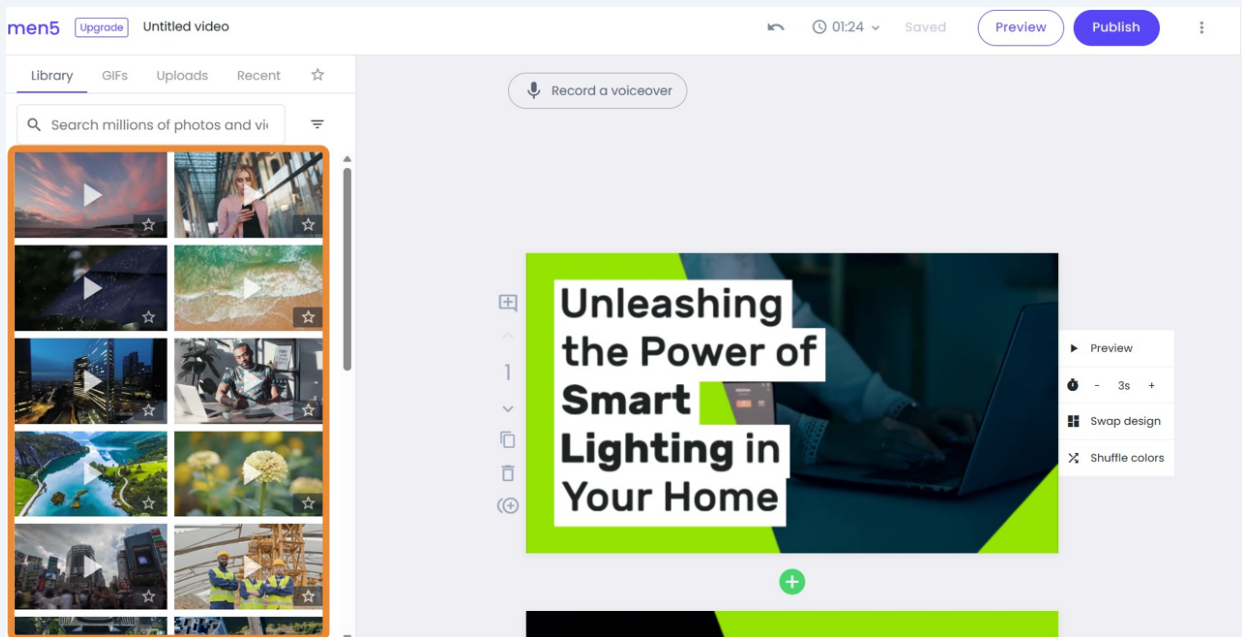 men5 Upgrade Untitled video
01:24 Saved Preview Publish
Library GIFs Uploads Recent
Search millions of photos and vi
Record a voiceover
Unleashing
the Power of
Smart
Lighting in
Your Home
1
Preview
- 3s +
Swap design
Shuffle colors